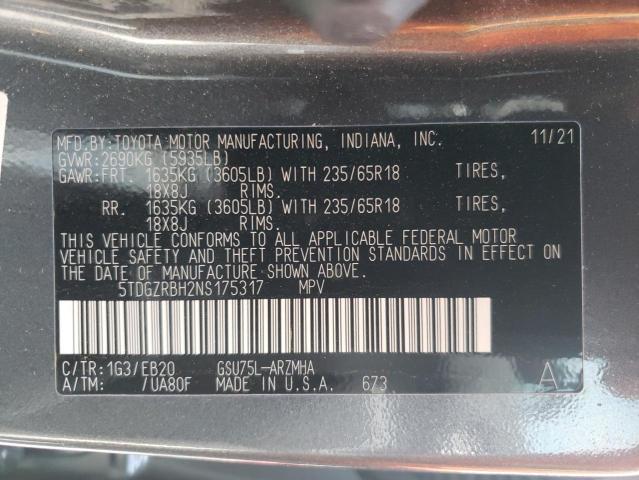 MFD.BY:TOYOTA MOTOR MANUFACTURING, INDIANA, INC. 11/21
GVWR:2690KG (5935LB)
GAWR:FRT. 1635KG (3605LB) WITH 235/65R18 TIRES,
18X8J RIMS.
RR. 1635KG (3605LB) WITH 235/65R18 TIRES,
18X8J RIMS.
THIS VEHICLE CONFORMS TO ALL APPLICABLE FEDERAL MOTOR
VEHICLE SAFETY AND THEFT PREVENTION STANDARDS IN EFFECT ON
THE DATE OF MANUFACTURE SHOWN ABOVE.
5TDGZRBH2NS175317 MPV
C/TR:1G3/EB20 GSU75L-ARZMHA
A/TM: /UA80F MADE IN U.S.A. 673 A